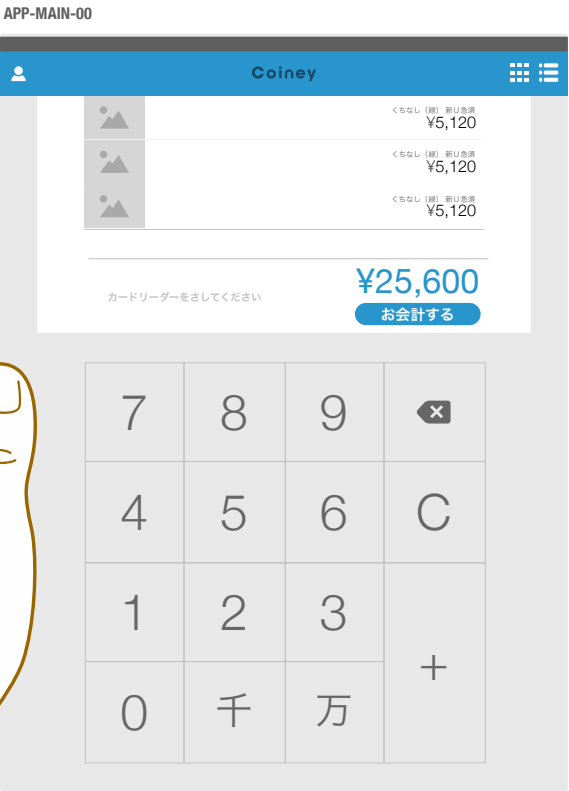 APP-MAIN-00
Coiney
くちなし（緑） 新U急須
¥5,120
くちなし（緑） 新U急須
¥5,120
くちなし（緑） 新U急須
¥5,120
¥25,600
カードリーダーをさしてください
お会計する
7 8 9
4 5 6 C
1 2 3
+
0 千 万